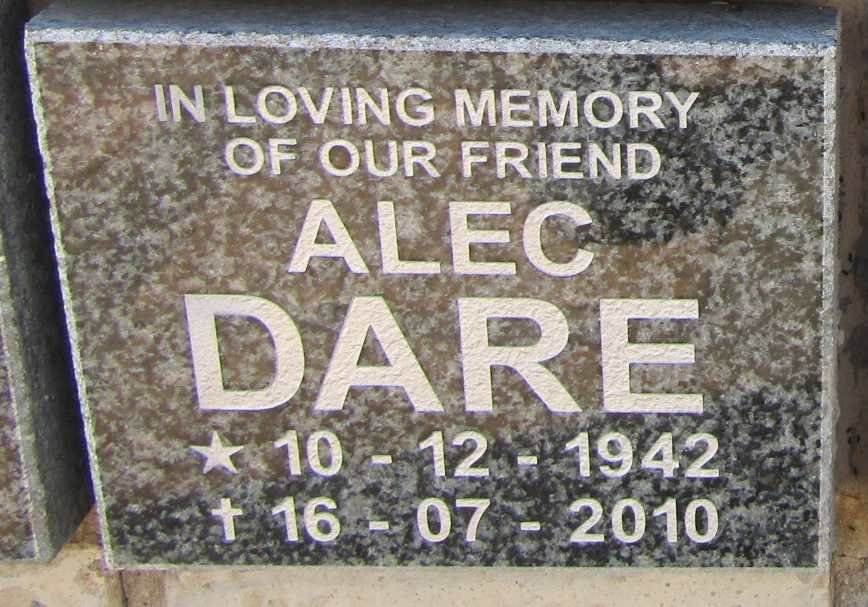 IN LOVING MEMORY
OF OUR FRIEND
ALEC
DARE
★ 10 - 12 - 1942
✝ 16 - 07 - 2010